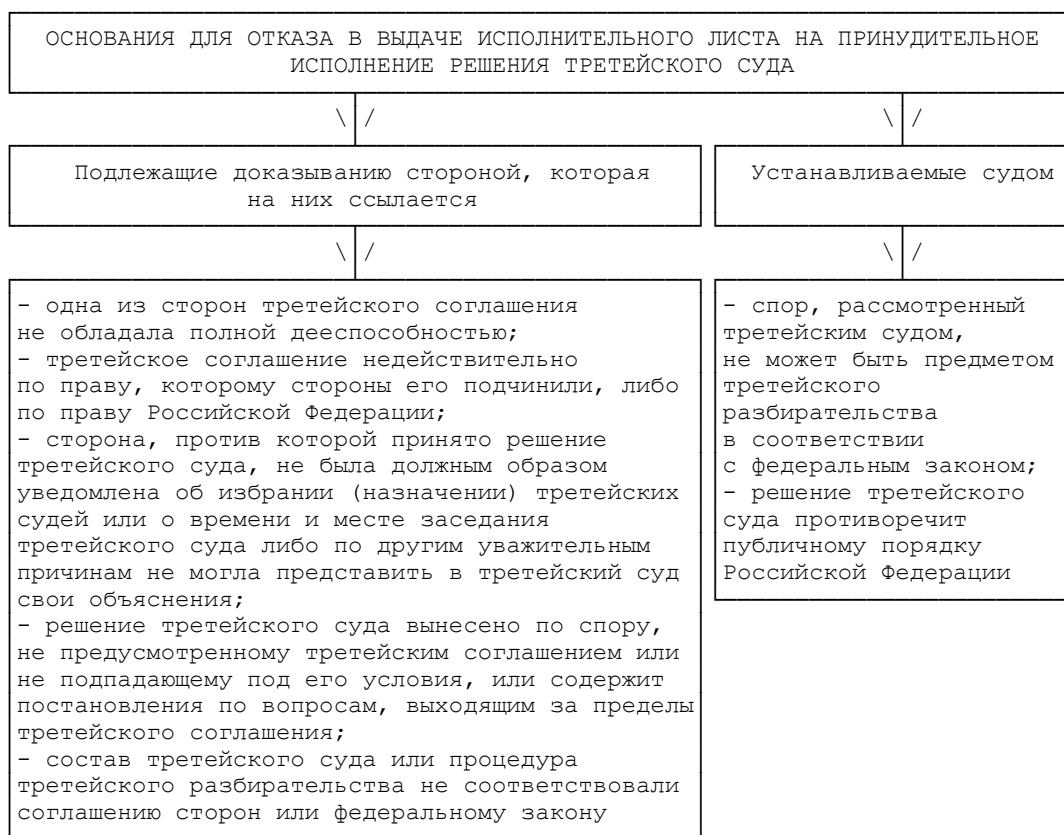 ОСНОВАНИЯ ДЛЯ ОТКАЗА В ВЫДАЧЕ ИСПОЛНИТЕЛЬНОГО ЛИСТА НА ПРИНУДИТЕЛЬНОЕ
ИСПОЛНЕНИЕ РЕШЕНИЯ ТРЕТЕЙСКОГО СУДА
Подлежащие доказыванию стороной, которая
на них ссылается
Устанавливаемые судом
- одна из сторон третейского соглашения
не обладала полной дееспособностью;
- третейское соглашение недействительно
по праву, которому стороны его подчинили, либо
по праву Российской Федерации;
- сторона, против которой принято решение
третейского суда, не была должным образом
уведомлена об избрании (назначении) третейских
судей или о времени и месте заседания
третейского суда либо по другим уважительным
причинам не могла представить в третейский суд
свои объяснения;
- решение третейского суда вынесено по спору,
не предусмотренному третейским соглашением или
не подпадающему под его условия, или содержит
постановления по вопросам, выходящим за пределы
третейского соглашения;
- состав третейского суда или процедура
третейского разбирательства не соответствовали
соглашению сторон или федеральному закону
- спор, рассмотренный
третейским судом,
не может быть предметом
третейского
разбирательства
в соответствии
с федеральным законом;
- решение третейского
суда противоречит
публичному порядку
Российской Федерации